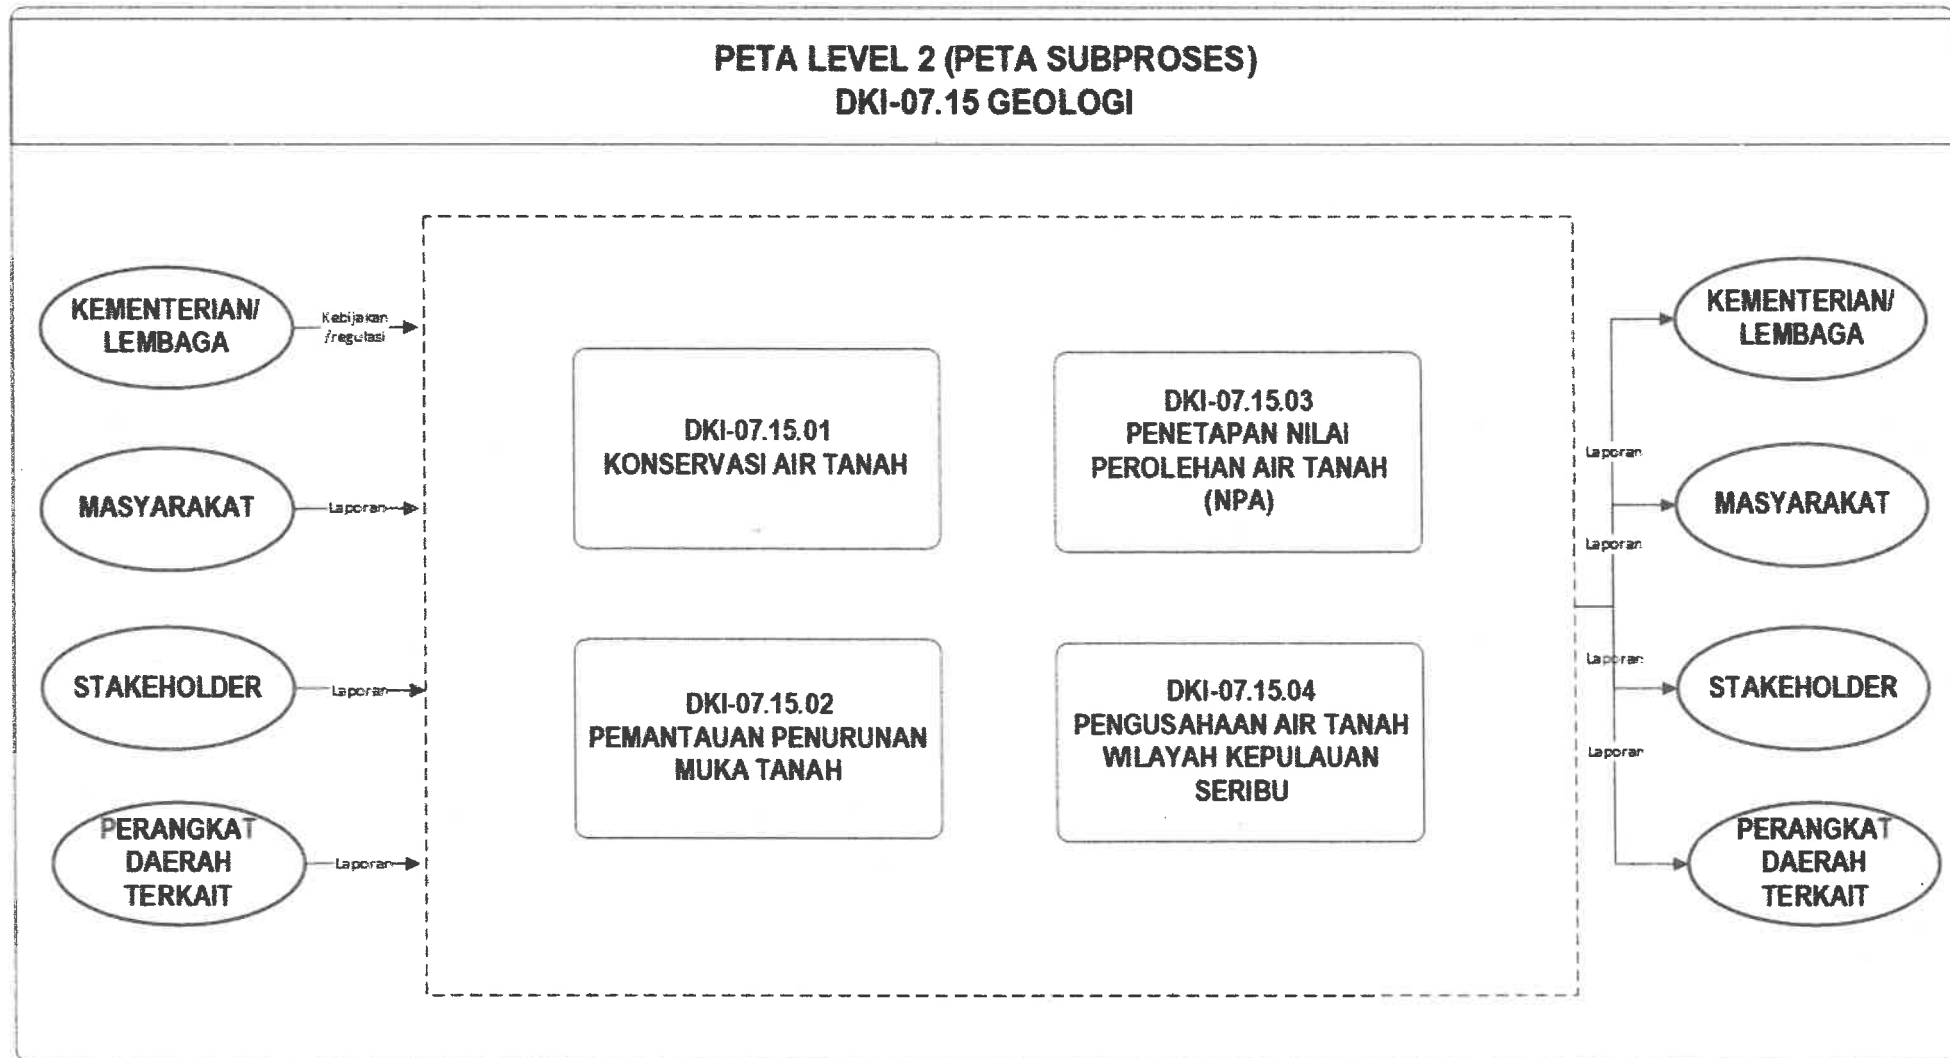 PETA LEVEL 2 (PETA SUBPROSES)
DKI-07.15 GEOLOGI
KEMENTERIAN/
LEMBAGA
Kebijakan
/regulasi
MASYARAKAT
Laporan
STAKEHOLDER
Laporan
PERANGKAT
DAERAH
TERKAIT
Laporan
DKI-07.15.01
KONSERVASI AIR TANAH
DKI-07.15.03
PENETAPAN NILAI
PEROLEHAN AIR TANAH
(NPA)
DKI-07.15.02
PEMANTAUAN PENURUNAN
MUKA TANAH
DKI-07.15.04
PENGUSAHAAN AIR TANAH
WILAYAH KEPULAUAN
SERIBU
KEMENTERIAN/
LEMBAGA
Laporan
MASYARAKAT
Laporan
Laporan
STAKEHOLDER
Laporan
PERANGKAT
DAERAH
TERKAIT